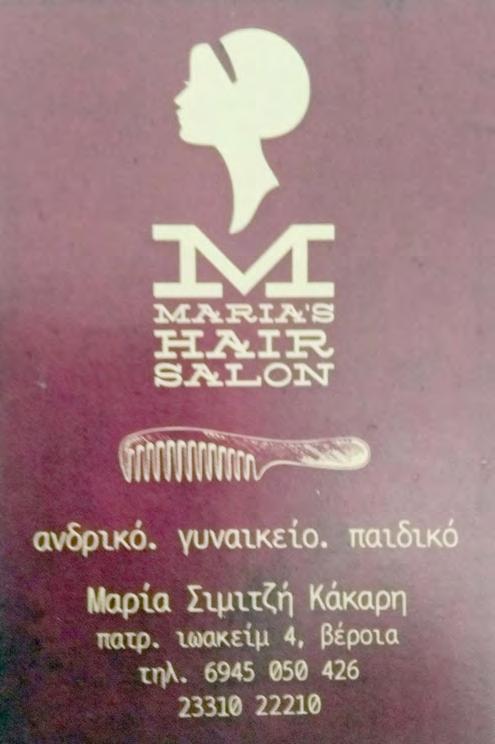 M
MARIA'S
HAIR
SALON
ανδρικό. γυναικείο. παιδικό
Μαρία Σιμιτζή Κάκαρη
πατρ. ιωακείμ 4, βέροια
τηλ. 6945 050 426
23310 22210